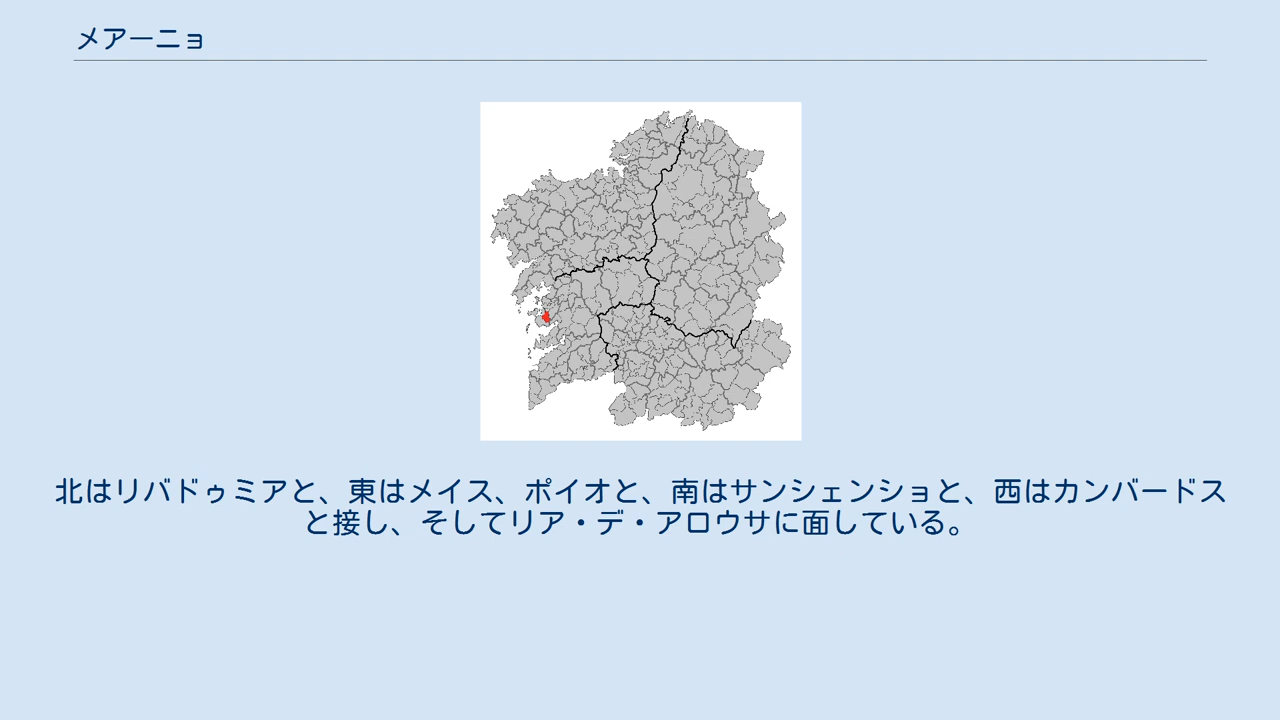 メアーニョ
北はリバドゥミアと、東はメイス、ポイオと、南はサンシェンショと、西はカンバードス
と接し、そしてリア・デ・アロウサに面している。